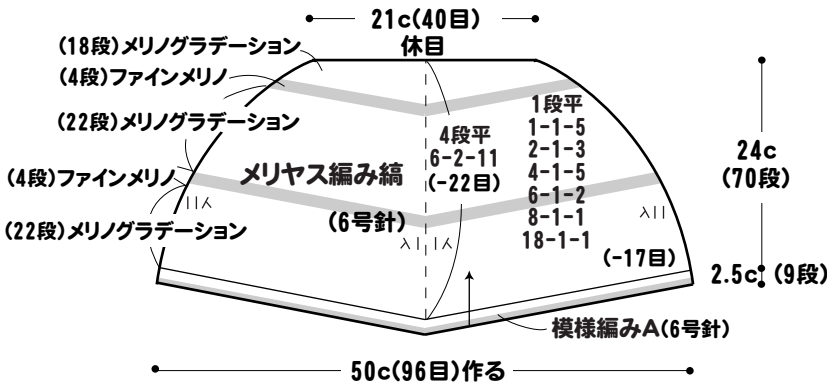 21c(40目)
休目
(18段)メリノグラデーション
(4段)ファインメリノ
(22段)メリノグラデーション
(4段)ファインメリノ
(22段)メリノグラデーション
メリヤス編み縞
(6号針)
4段平
6-2-11
(-22目)
1段平
1-1-5
2-1-3
4-1-5
6-1-2
8-1-1
18-1-1
(-17目)
24c
(70段)
2.5c (9段)
模様編みA(6号針)
50c(96目)作る